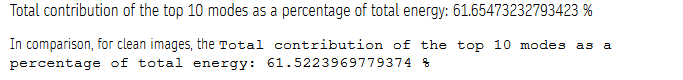 Total contribution of the top 10 modes as a percentage of total energy: 61.65473232793423 %
In comparison, for clean images, the Total contribution of the top 10 modes as a
percentage of total energy: 61.5223969779374 %